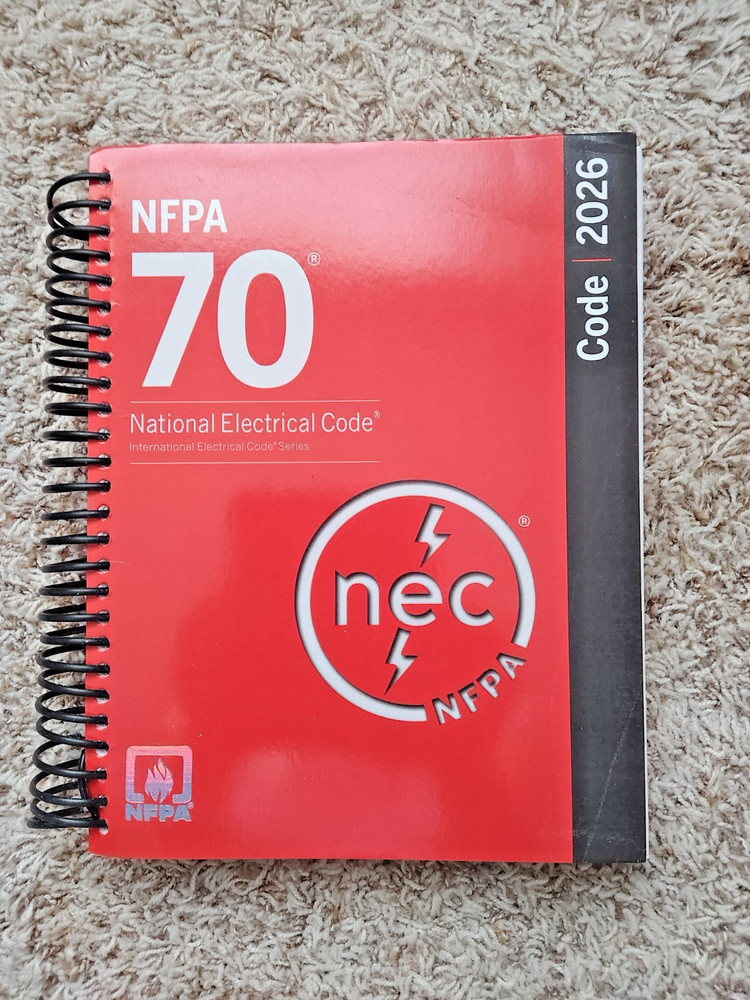 NFPA
70®
National Electrical Code®
International Electrical Code® Series
nec®
NFPA
NFPA®
Code | 2026